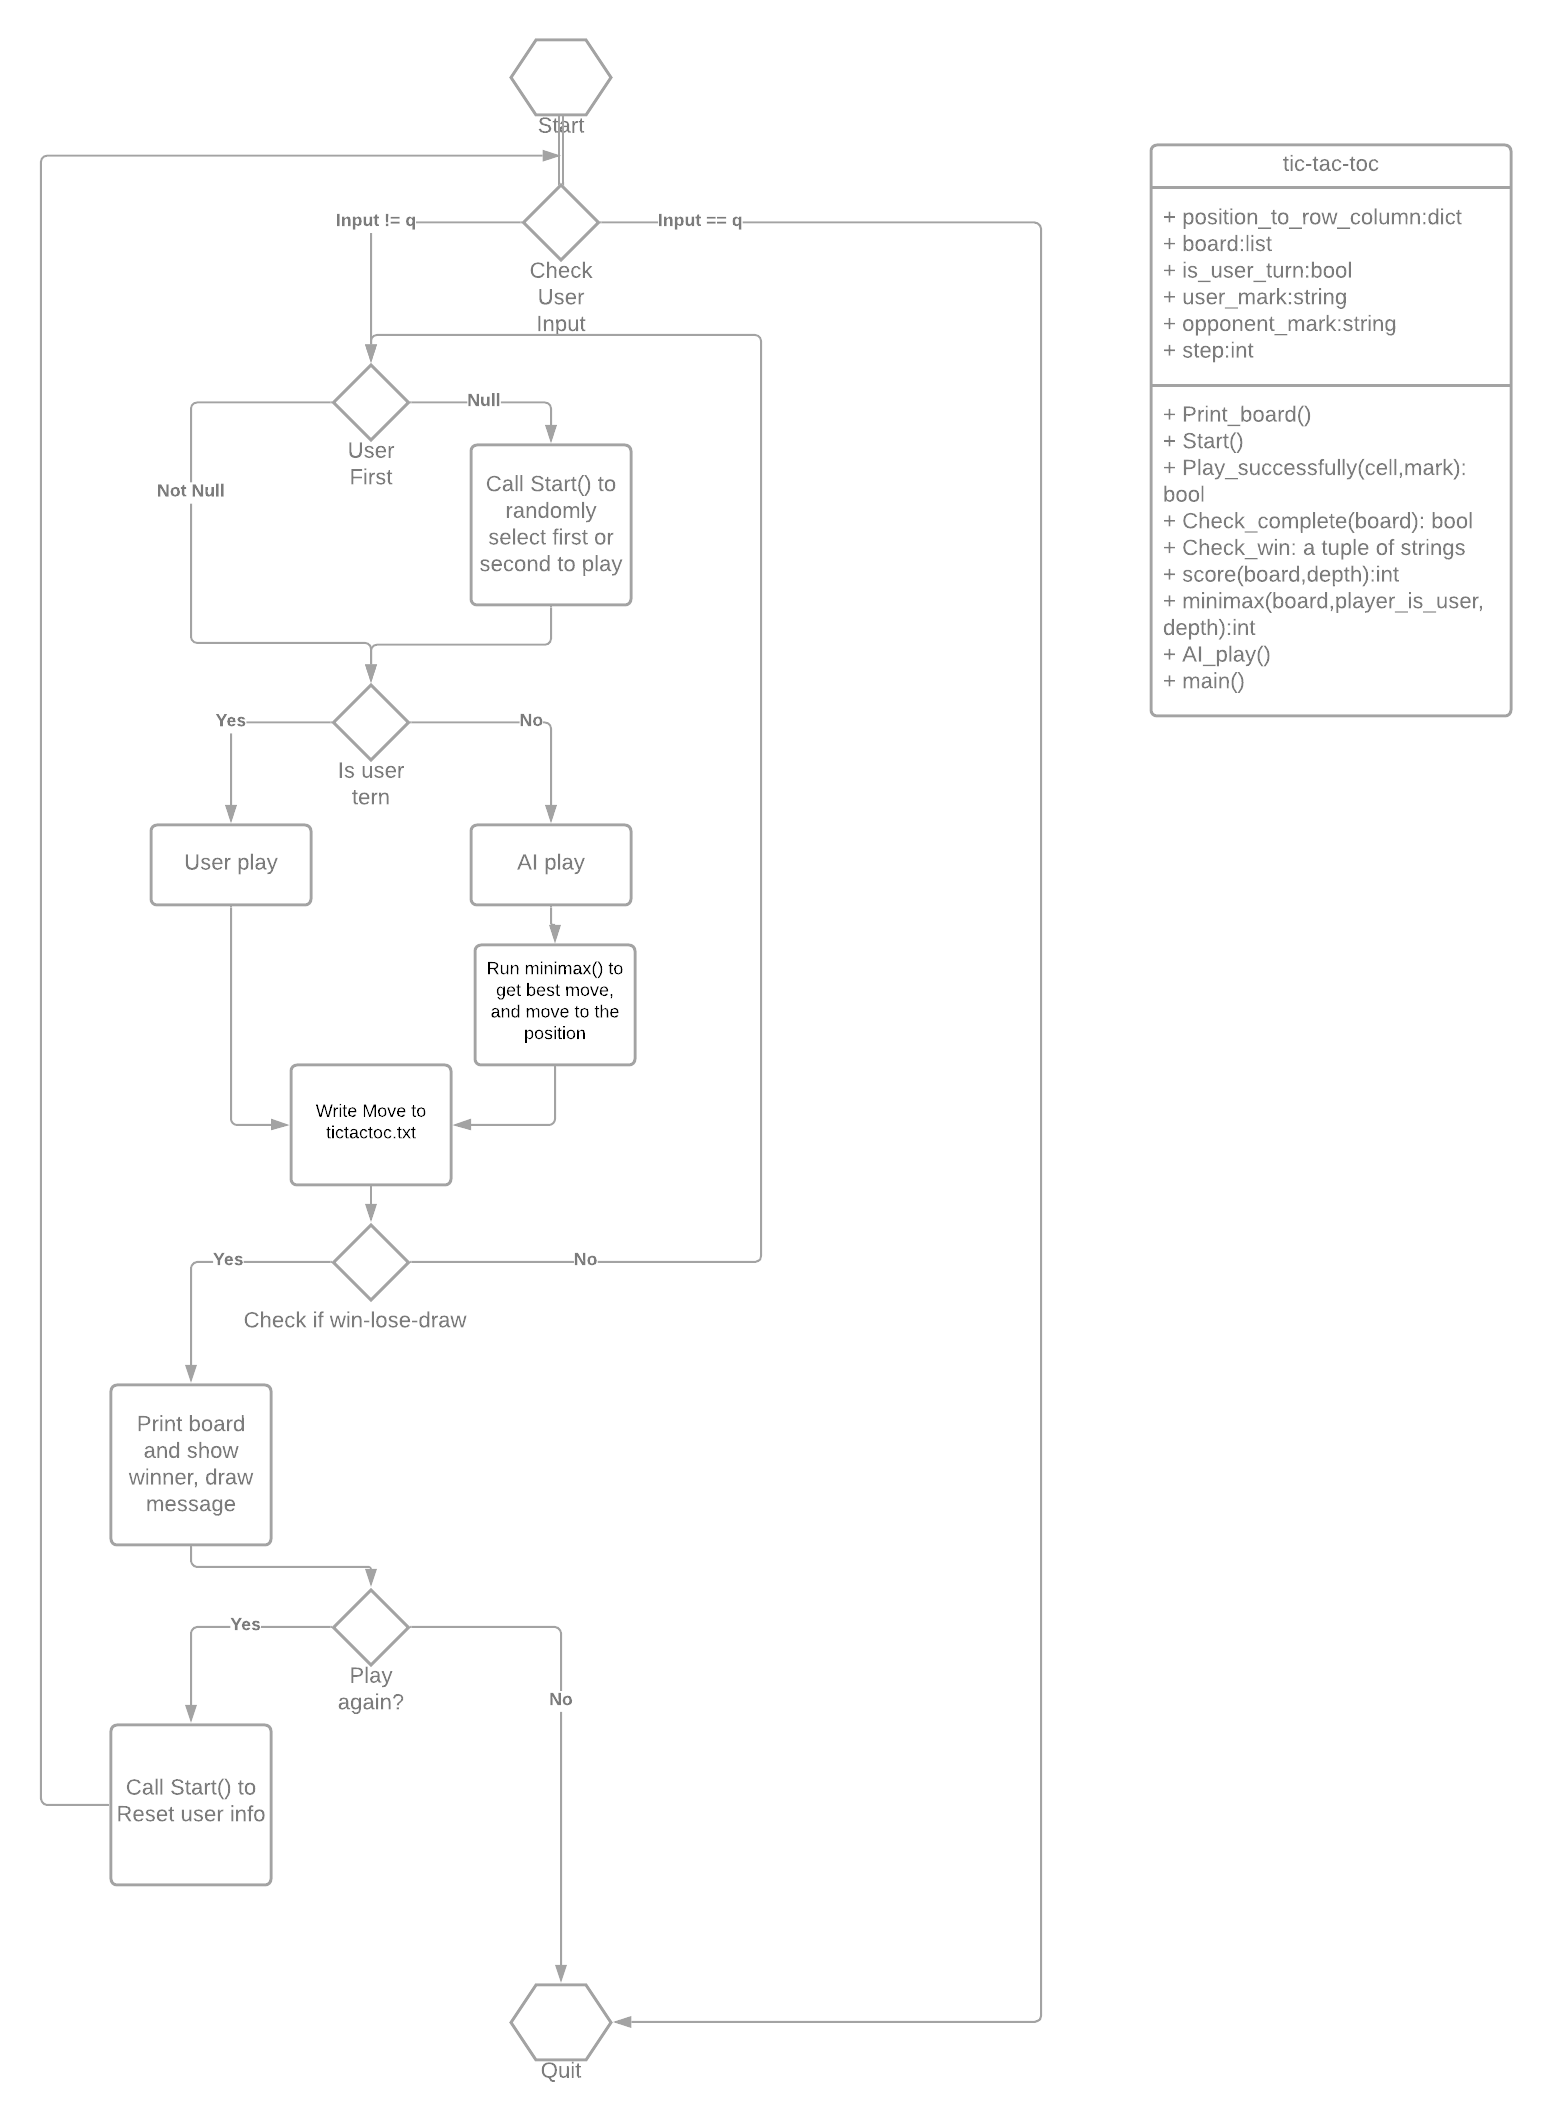 Start
Input != q
Input == q
Check
User
Input
Null
User
First
Not Null
Call Start() to
randomly
select first or
second to play
Yes
No
Is user
tern
User play
AI play
Run minimax() to
get best move,
and move to the
position
Write Move to
tictactoc.txt
Yes
No
Check if win-lose-draw
Print board
and show
winner, draw
message
Yes
Play
again?
No
Call Start() to
Reset user info
Quit
tic-tac-toc
+ position_to_row_column:dict
+ board:list
+ is_user_turn:bool
+ user_mark:string
+ opponent_mark:string
+ step:int
+ Print_board()
+ Start()
+ Play_successfully(cell,mark):
bool
+ Check_complete(board): bool
+ Check_win: a tuple of strings
+ score(board,depth):int
+ minimax(board,player_is_user,
depth):int
+ AI_play()
+ main()